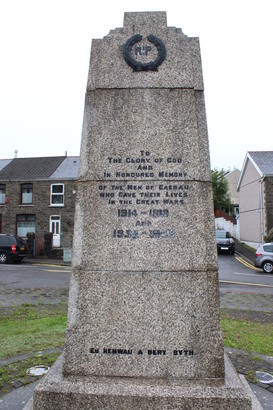 RIP
TO
THE GLORY OF GOD
AND
IN HONOURED MEMORY
OF THE MEN OF CAERAU
WHO GAVE THEIR LIVES
IN THE GREAT WARS
1914 - 1918
AND
1939 - 1945
EU HENWAU A BERY BYTH.